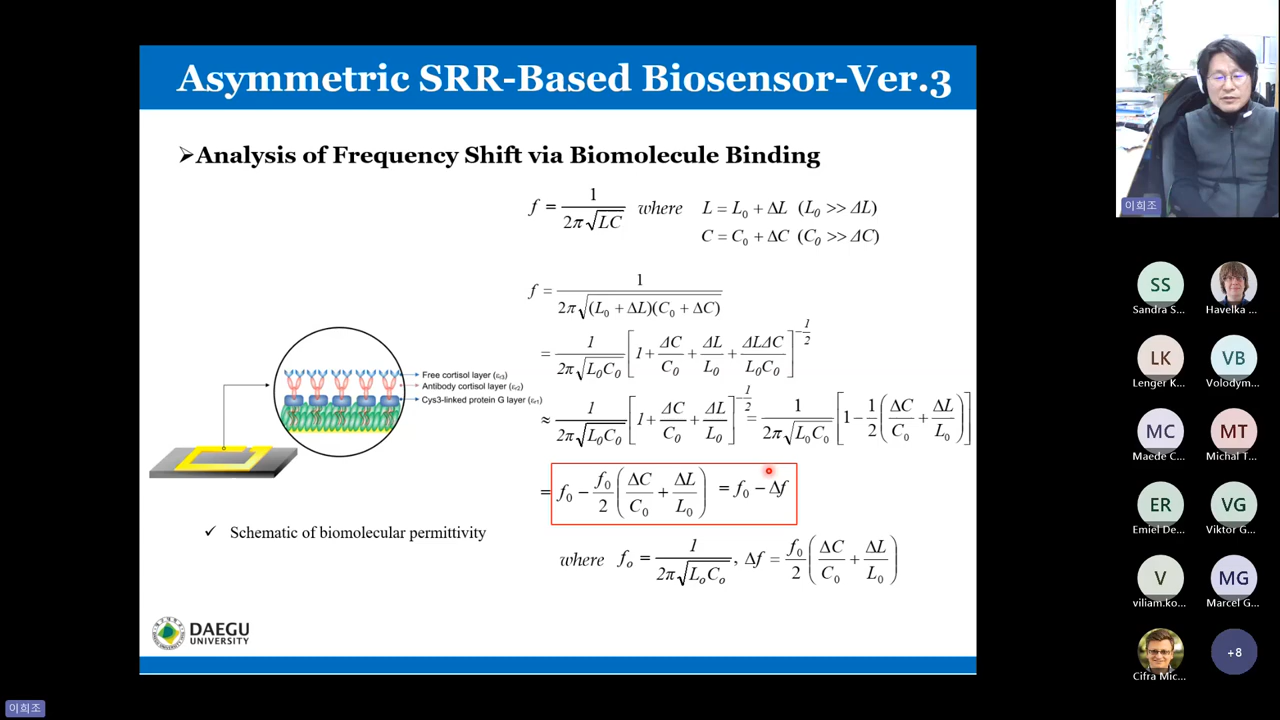 Asymmetric SRR-Based Biosensor-Ver.3
➢Analysis of Frequency Shift via Biomolecule Binding
f = 1 / 2π√LC where L = L₀ + ΔL (L₀ >> ΔL)
C = C₀ + ΔC (C₀ >> ΔC)
f = 1 / 2π√(L₀ + ΔL)(C₀ + ΔC)
= 1 / 2π√L₀C₀ [1 + ΔC/C₀ + ΔL/L₀ + ΔLΔC/L₀C₀]^(-1/2)
≈ 1 / 2π√L₀C₀ [1 + ΔC/C₀ + ΔL/L₀]^(-1/2) = 1 / 2π√L₀C₀ [1 - 1/2 (ΔC/C₀ + ΔL/L₀)]
= f₀ - f₀/2 (ΔC/C₀ + ΔL/L₀) = f₀ - Δf
where fₒ = 1 / 2π√LₒCₒ, Δf = f₀/2 (ΔC/C₀ + ΔL/L₀)
Free cortisol layer (εr3)
Antibody cortisol layer (εr2)
Cys3-linked protein G layer (εr1)
✓ Schematic of biomolecular permittivity
DAEGU
UNIVERSITY
이희조
SS
Sandra S...
Havelka ...
LK
Lenger K...
VB
Volodym...
MC
Maede C...
MT
Michal T...
ER
Emiel De...
VG
Viktor G...
V
viliam.ko...
MG
Marcel G...
Cifra Mic...
+8
이희조